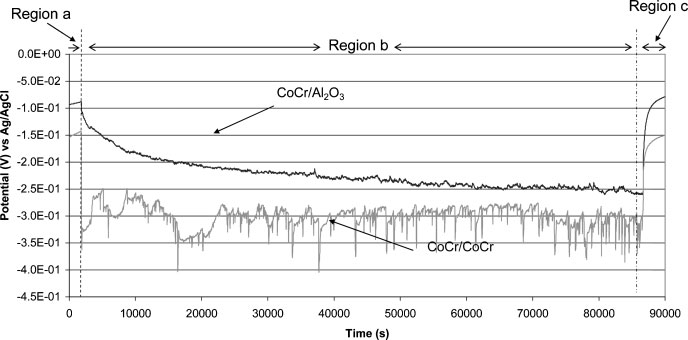 Region a
Region b
Region c
0.0E+00
-5.0E-02
-1.0E-01
-1.5E-01
-2.0E-01
-2.5E-01
-3.0E-01
-3.5E-01
-4.0E-01
-4.5E-01
Potential (V) vs Ag/AgCl
CoCr/Al₂O₃
CoCr/CoCr
0 10000 20000 30000 40000 50000 60000 70000 80000 90000
Time (s)